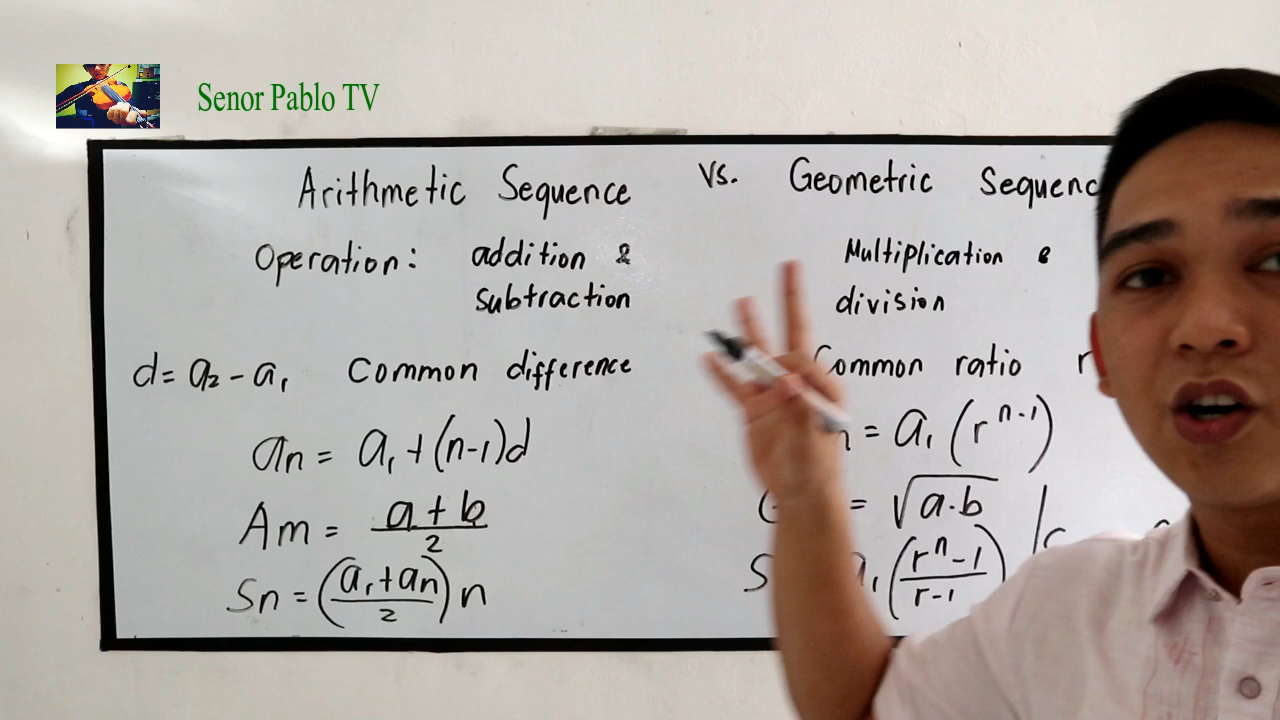 Senor Pablo TV
Arithmetic Sequence vs. Geometric Sequenc
Operation: addition & Multiplication &
subtraction division
d = a₂ - a₁ Common difference Common ratio r
an = a₁ + (n-1)d n = a₁ (r^(n-1))
Am = (a + b)/2 = √(a·b)
Sn = ((a₁ + an)/2) n S a₁ ((r^n - 1)/(r - 1))